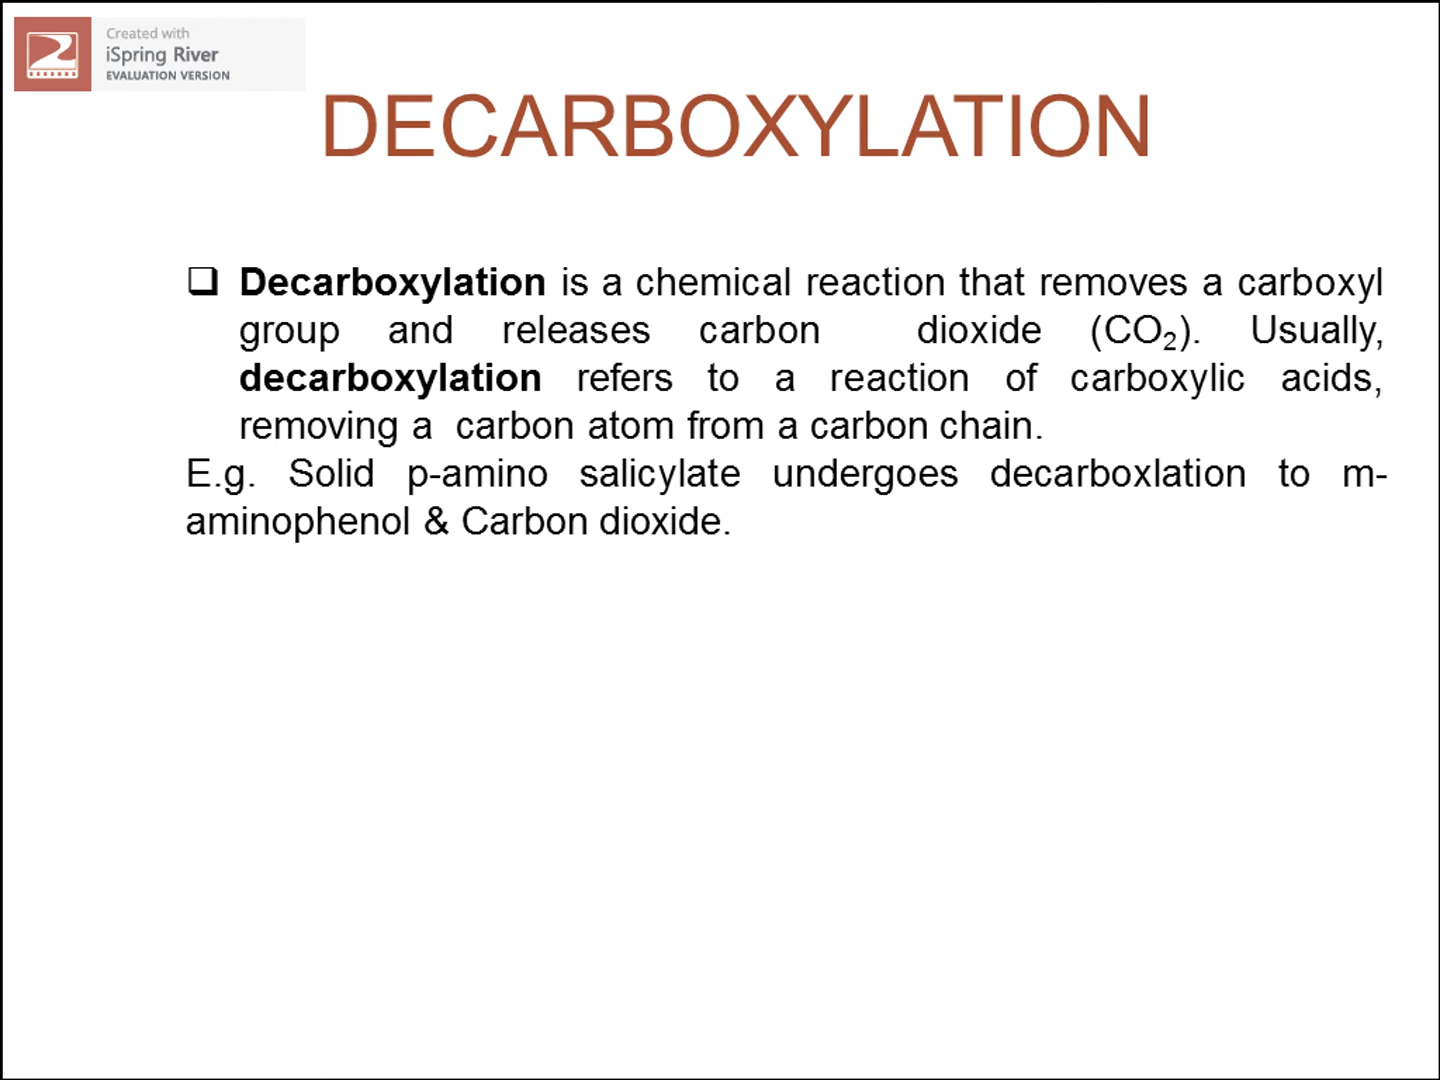 Created with
iSpring River
EVALUATION VERSION
DECARBOXYLATION
❑ Decarboxylation is a chemical reaction that removes a carboxyl
group and releases carbon dioxide (CO₂). Usually,
decarboxylation refers to a reaction of carboxylic acids,
removing a carbon atom from a carbon chain.
E.g. Solid p-amino salicylate undergoes decarboxlation to m-
aminophenol & Carbon dioxide.